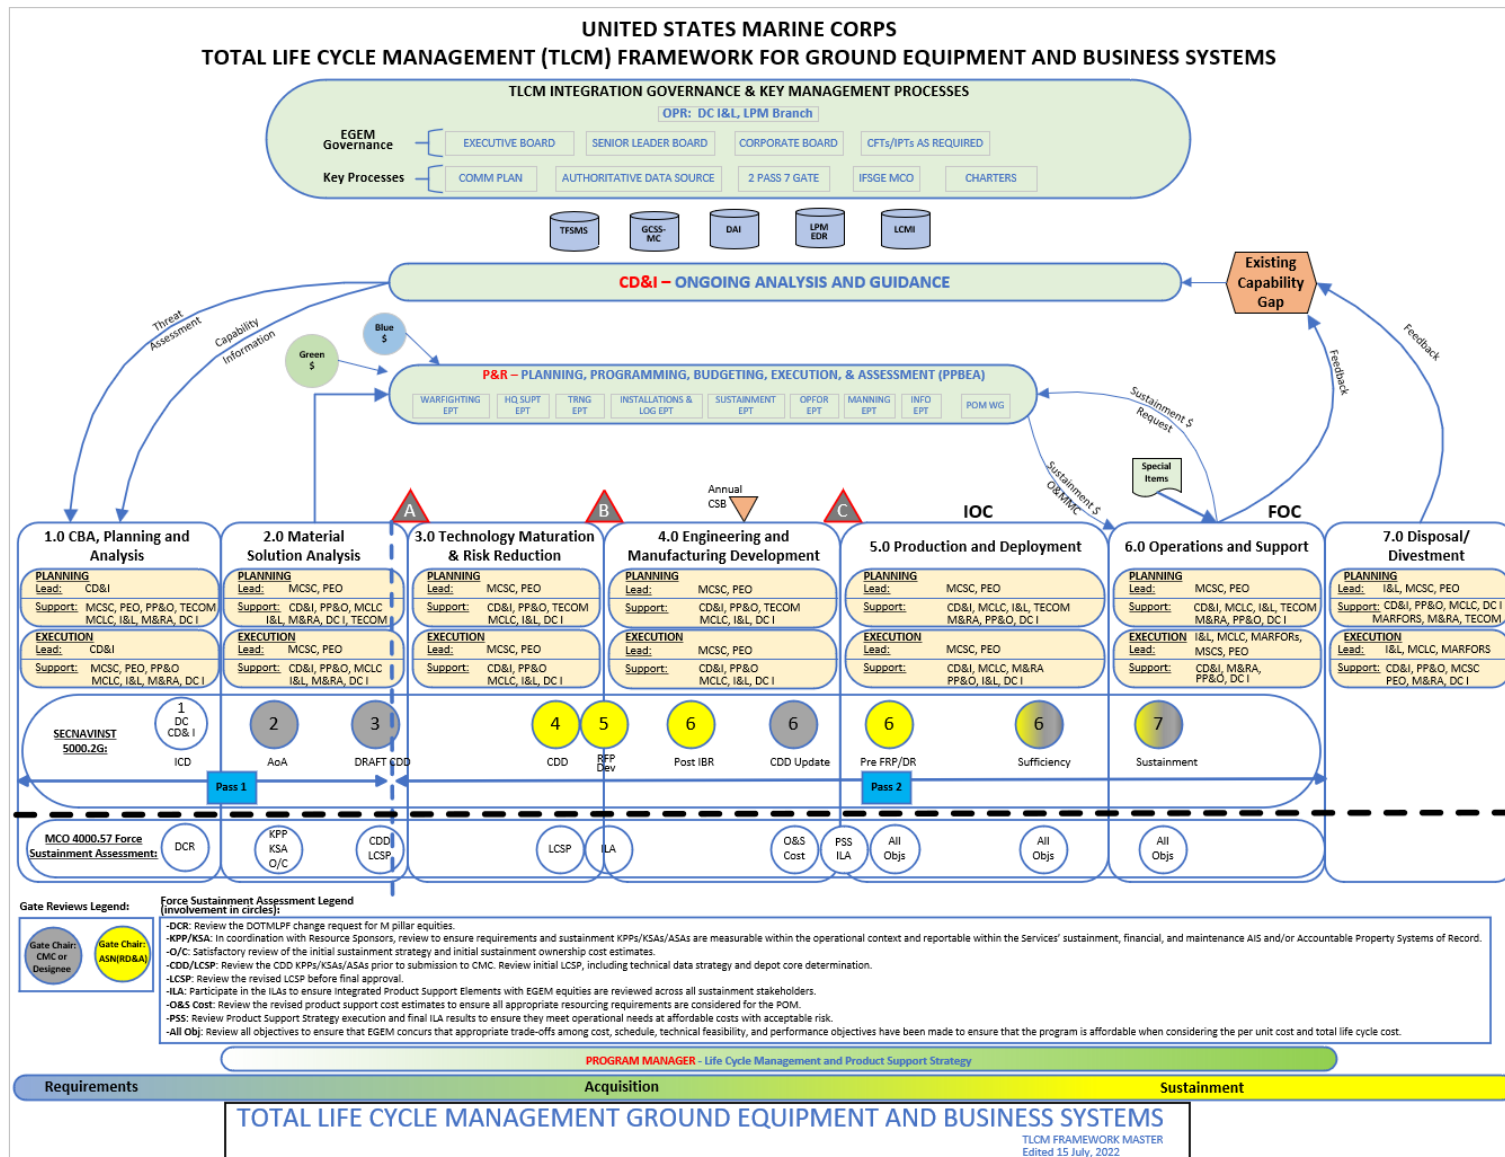 UNITED STATES MARINE CORPS
TOTAL LIFE CYCLE MANAGEMENT (TLCM) FRAMEWORK FOR GROUND EQUIPMENT AND BUSINESS SYSTEMS
TLCM INTEGRATION GOVERNANCE & KEY MANAGEMENT PROCESSES
OPR: DC I&L, LPM Branch
EGEM
Governance
EXECUTIVE BOARD
SENIOR LEADER BOARD
CORPORATE BOARD
CFTs/IPTs AS REQUIRED
Key Processes
COMM PLAN
AUTHORITATIVE DATA SOURCE
2 PASS 7 GATE
IFSGE MCO
CHARTERS
TFSMS
GCSS-
MC
DAI
LPM
EDR
LCMI
CD&I – ONGOING ANALYSIS AND GUIDANCE
Existing
Capability
Gap
Threat
Assessment
Capability
Information
Green
$
Blue
$
P&R – PLANNING, PROGRAMMING, BUDGETING, EXECUTION, & ASSESSMENT (PPBEA)
WARFIGHTING
EPT
HQ SUPT
EPT
TRNG
EPT
INSTALLATIONS &
LOG EPT
SUSTAINMENT
EPT
OPFOR
EPT
MANNING
EPT
INFO
EPT
POM WG
Sustainment $
Request
Sustainment $
O&MMC
Feedback
Feedback
Special
Items
A
B
Annual
CSB
C
IOC
FOC
1.0 CBA, Planning and
Analysis
PLANNING
Lead: CD&I
Support: MCSC, PEO, PP&O, TECOM
MCLC, I&L, M&RA, DC I
EXECUTION
Lead: CD&I
Support: MCSC, PEO, PP&O
MCLC, I&L, M&RA, DC I
2.0 Material
Solution Analysis
PLANNING
Lead: MCSC, PEO
Support: CD&I, PP&O, MCLC
I&L, M&RA, DC I, TECOM
EXECUTION
Lead: MCSC, PEO
Support: CD&I, PP&O, MCLC
I&L, M&RA, DC I
3.0 Technology Maturation
& Risk Reduction
PLANNING
Lead: MCSC, PEO
Support: CD&I, PP&O, TECOM
MCLC, I&L, DC I
EXECUTION
Lead: MCSC, PEO
Support: CD&I, PP&O
MCLC, I&L, DC I
4.0 Engineering and
Manufacturing Development
PLANNING
Lead: MCSC, PEO
Support: CD&I, PP&O, TECOM
MCLC, I&L, DC I
EXECUTION
Lead: MCSC, PEO
Support: CD&I, PP&O
MCLC, I&L, DC I
5.0 Production and Deployment
PLANNING
Lead: MCSC, PEO
Support: CD&I, MCLC, I&L, TECOM
M&RA, PP&O, DC I
EXECUTION
Lead: MCSC, PEO
Support: CD&I, MCLC, M&RA
PP&O, I&L, DC I
6.0 Operations and Support
PLANNING
Lead: MCSC, PEO
Support: CD&I, MCLC, I&L, TECOM
M&RA, PP&O, DC I
EXECUTION I&L, MCLC, MARFORs,
Lead: MSCS, PEO
Support: CD&I, M&RA,
PP&O, DC I
7.0 Disposal/
Divestment
PLANNING
Lead: I&L, MCSC, PEO
Support: CD&I, PP&O, MCLC, DC I
MARFORS, M&RA, TECOM
EXECUTION
Lead: I&L, MCLC, MARFORS
Support: CD&I, PP&O, MCSC
PEO, M&RA, DC I
SECNAVINST
5000.2G:
1
DC
CD& I
ICD
2
AoA
3
DRAFT CDD
4
CDD
5
RFP
Dev
6
Post IBR
6
CDD Update
6
Pre FRP/DR
6
Sufficiency
7
Sustainment
Pass 1
Pass 2
MCO 4000.57 Force
Sustainment Assessment:
DCR
KPP
KSA
O/C
CDD
LCSP
LCSP
ILA
O&S
Cost
PSS
ILA
All
Objs
All
Objs
All
Objs
Gate Reviews Legend:
Gate Chair:
CMC or
Designee
Gate Chair:
ASN(RD&A)
Force Sustainment Assessment Legend
(involvement in circles):
-DCR: Review the DOTMLPF change request for M pillar equities.
-KPP/KSA: In coordination with Resource Sponsors, review to ensure requirements and sustainment KPPs/KSAs/ASAs are measurable within the operational context and reportable within the Services' sustainment, financial, and maintenance AIS and/or Accountable Property Systems of Record.
-O/C: Satisfactory review of the initial sustainment strategy and initial sustainment ownership cost estimates.
-CDD/LCSP: Review the CDD KPPs/KSAs/ASAs prior to submission to CMC. Review initial LCSP, including technical data strategy and depot core determination.
-LCSP: Review the revised LCSP before final approval.
-ILA: Participate in the ILAs to ensure Integrated Product Support Elements with EGEM equities are reviewed across all sustainment stakeholders.
-O&S Cost: Review the revised product support cost estimates to ensure all appropriate resourcing requirements are considered for the POM.
-PSS: Review Product Support Strategy execution and final ILA results to ensure they meet operational needs at affordable costs with acceptable risk.
-All Obj: Review all objectives to ensure that EGEM concurs that appropriate trade-offs among cost, schedule, technical feasibility, and performance objectives have been made to ensure that the program is affordable when considering the per unit cost and total life cycle cost.
PROGRAM MANAGER - Life Cycle Management and Product Support Strategy
Requirements
Acquisition
Sustainment
TOTAL LIFE CYCLE MANAGEMENT GROUND EQUIPMENT AND BUSINESS SYSTEMS
TLCM FRAMEWORK MASTER
Edited 15 July, 2022